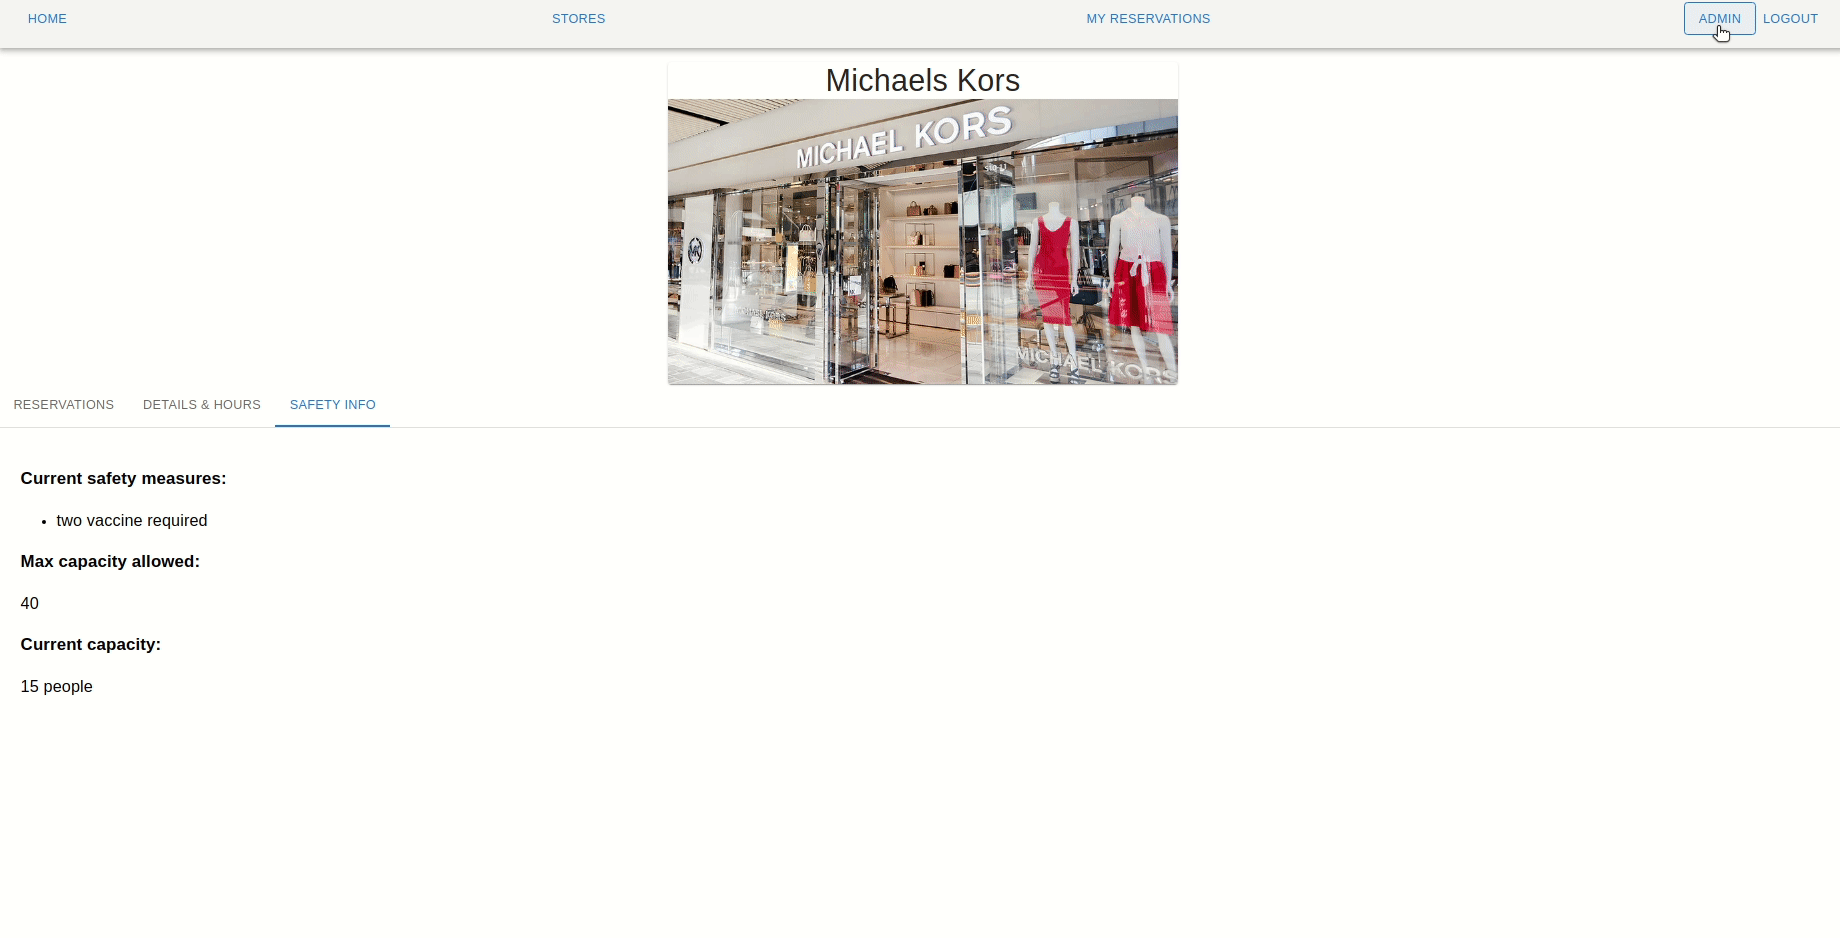 HOME STORES MY RESERVATIONS ADMIN LOGOUT
Michaels Kors
MICHAEL KORS
MICHAEL KORS
RESERVATIONS DETAILS & HOURS SAFETY INFO
Current safety measures:
• two vaccine required
Max capacity allowed:
40
Current capacity:
15 people